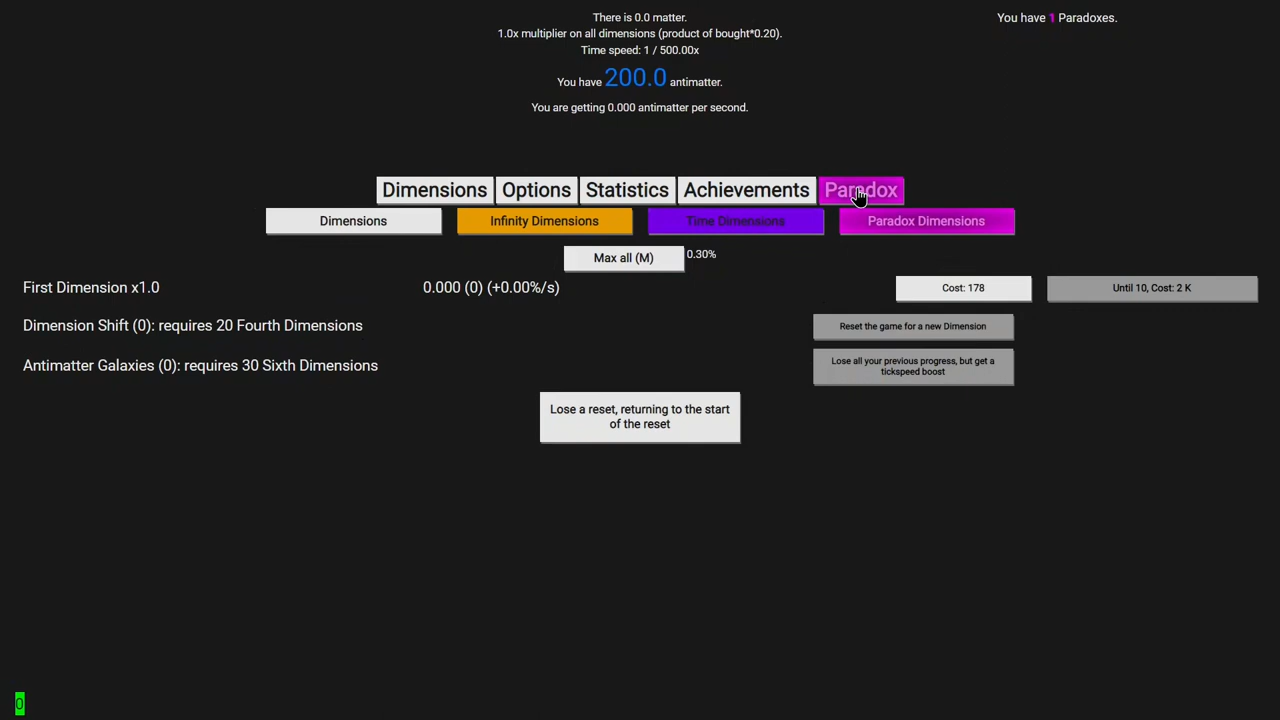 There is 0.0 matter.
You have 1 Paradoxes.
1.0x multiplier on all dimensions (product of bought*0.20).
Time speed: 1 / 500.00x
You have 200.0 antimatter.
You are getting 0.000 antimatter per second.
Dimensions Options Statistics Achievements Paradox
Dimensions Infinity Dimensions Time Dimensions Paradox Dimensions
Max all (M) 0.30%
First Dimension x1.0 0.000 (0) (+0.00%/s) Cost: 178 Until 10, Cost: 2 K
Dimension Shift (0): requires 20 Fourth Dimensions Reset the game for a new Dimension
Antimatter Galaxies (0): requires 30 Sixth Dimensions
Lose all your previous progress, but get a
tickspeed boost
Lose a reset, returning to the start
of the reset
0